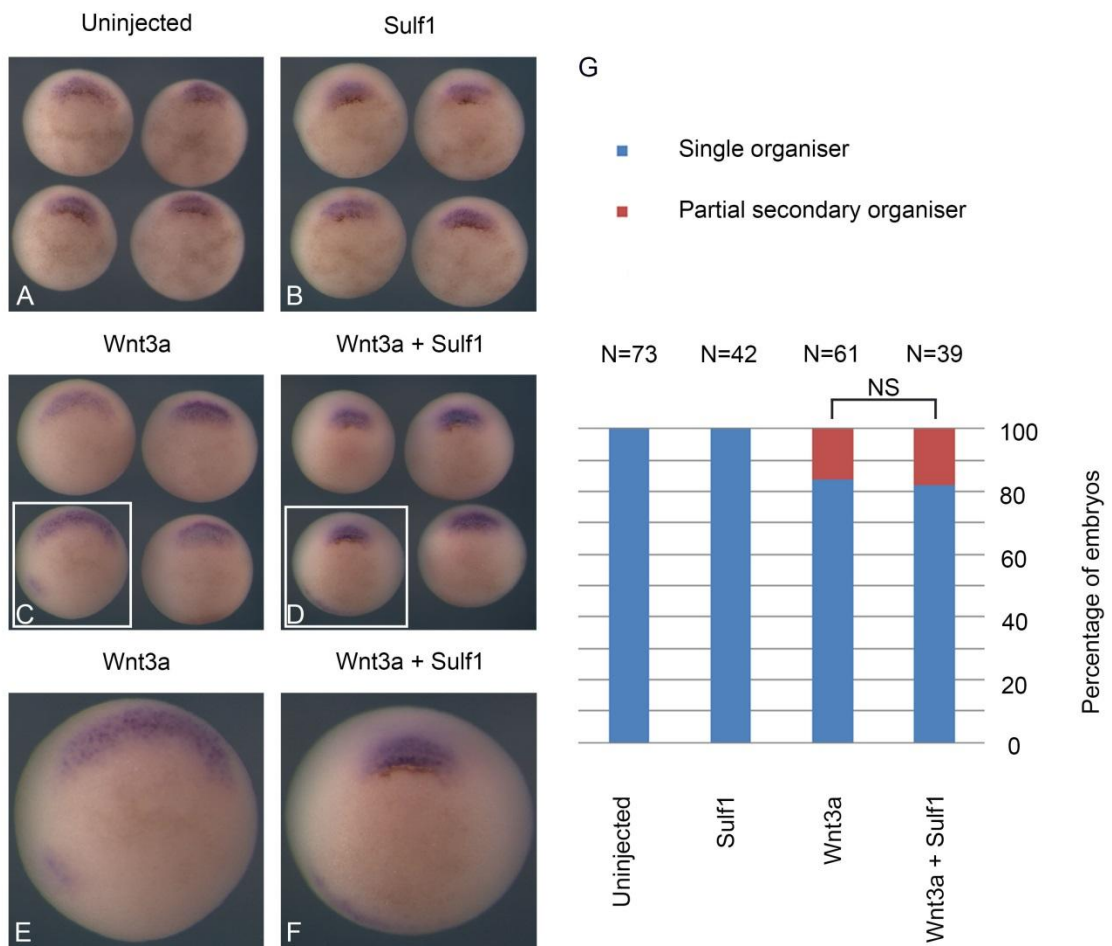 Uninjected
Sulf1
A
B
Wnt3a
Wnt3a + Sulf1
C
D
Wnt3a
Wnt3a + Sulf1
E
F
G
Single organiser
Partial secondary organiser
N=73 N=42 N=61 N=39
NS
100
80
60
40
20
0
Percentage of embryos
Uninjected
Sulf1
Wnt3a
Wnt3a + Sulf1